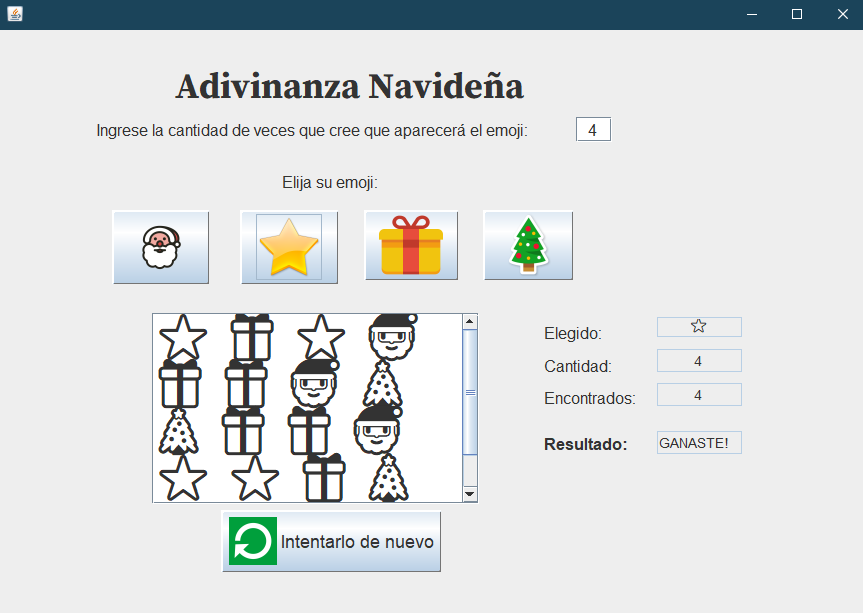 Adivinanza Navideña
Ingrese la cantidad de veces que cree que aparecerá el emoji: 4
Elija su emoji:
Elegido:
Cantidad: 4
Encontrados: 4
Resultado: GANASTE!
Intentarlo de nuevo